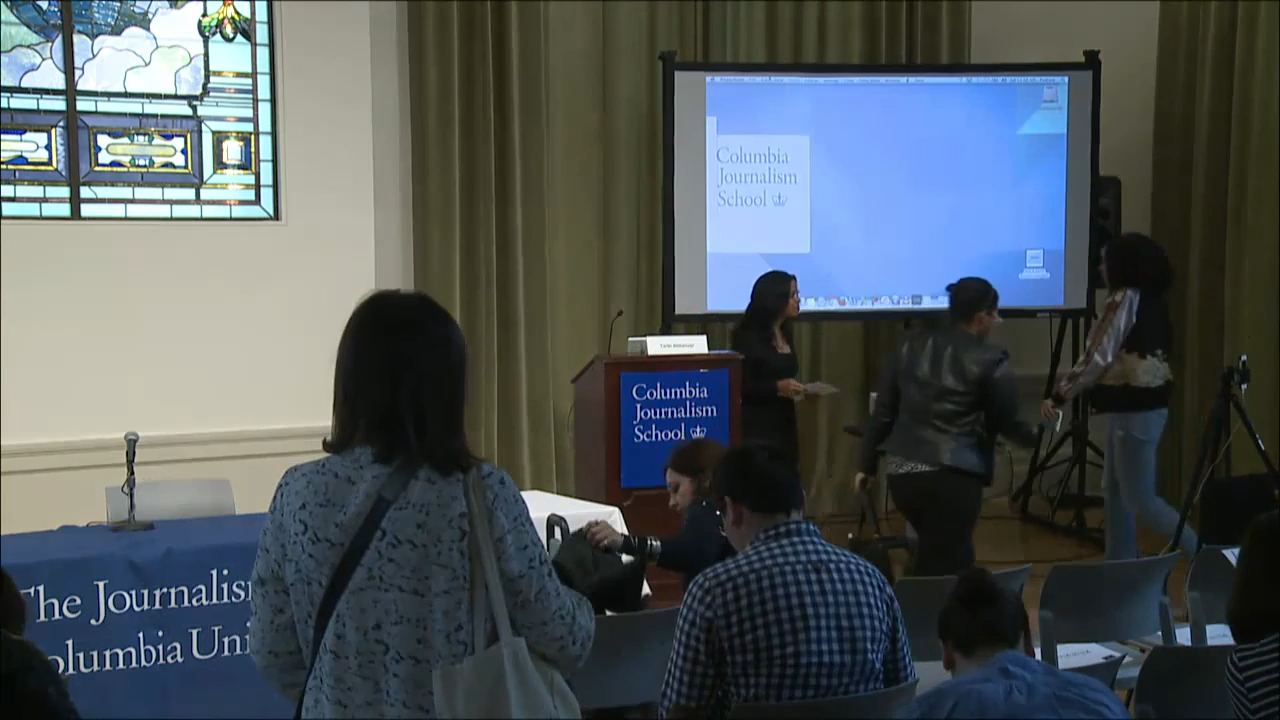 Columbia
Journalism
School
Columbia
Journalism
School
The Journalis
olumbia Uni